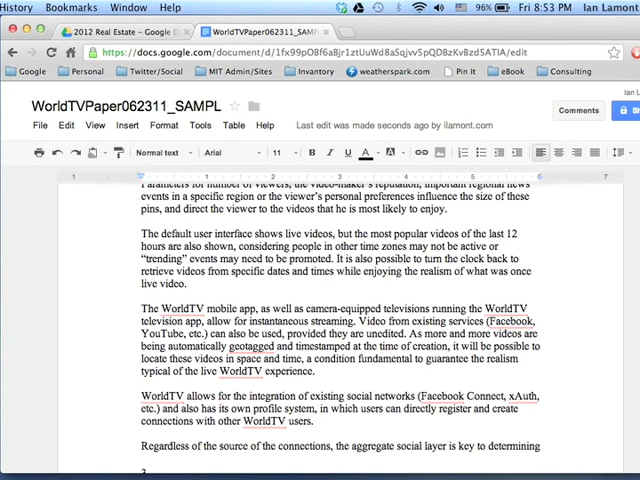 History Bookmarks Window Help 96% Fri 8:53 PM Ian Lamont
2012 Real Estate - Google D WorldTVPaper062311_SAMPL
https://docs.google.com/document/d/1fx99pO8f6a8jr1ztUuWd8aSqjvv5pQDBzKvBzd5ATIA/edit
Google Personal Twitter/Social MIT Admin/Sites Invantory weatherspark.com Pin It eBook Consulting
Ian L
WorldTVPaper062311_SAMPL
Comments
File Edit View Insert Format Tools Table Help Last edit was made seconds ago by ilamont.com
Normal text Arial 11 B I U A A
Parameters for number of viewers, the video-maker's reputation, important regional news
events in a specific region or the viewer's personal preferences influence the size of these
pins, and direct the viewer to the videos that he is most likely to enjoy.
The default user interface shows live videos, but the most popular videos of the last 12
hours are also shown, considering people in other time zones may not be active or
“trending” events may need to be promoted. It is also possible to turn the clock back to
retrieve videos from specific dates and times while enjoying the realism of what was once
live video.
The WorldTV mobile app, as well as camera-equipped televisions running the WorldTV
television app, allow for instantaneous streaming. Video from existing services (Facebook,
YouTube, etc.) can also be used, provided they are unedited. As more and more videos are
being automatically geotagged and timestamped at the time of creation, it will be possible to
locate these videos in space and time, a condition fundamental to guarantee the realism
typical of the live WorldTV experience.
WorldTV allows for the integration of existing social networks (Facebook Connect, xAuth,
etc.) and also has its own profile system, in which users can directly register and create
connections with other WorldTV users.
Regardless of the source of the connections, the aggregate social layer is key to determining